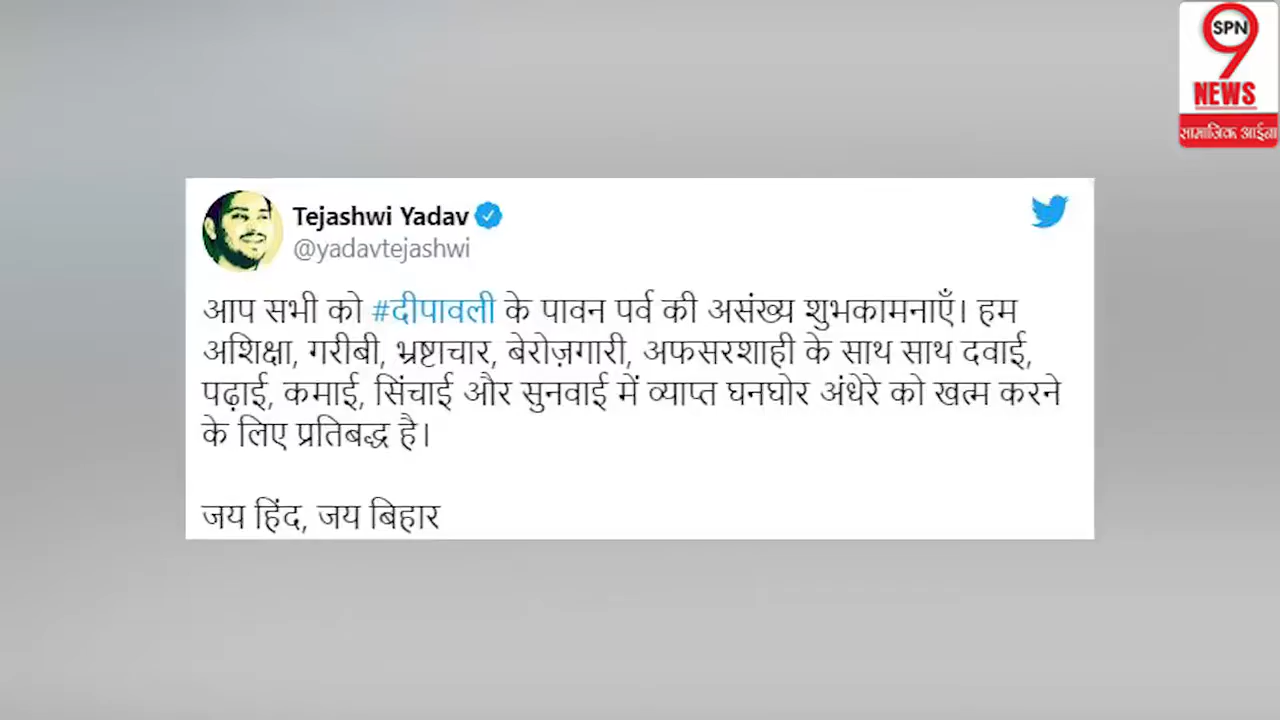 SPN
9
NEWS
सामाजिक आईना
Tejashwi Yadav
@yadavtejashwi
आप सभी को #दीपावली के पावन पर्व की असंख्य शुभकामनाएँ। हम
अशिक्षा, गरीबी, भ्रष्टाचार, बेरोज़गारी, अफसरशाही के साथ साथ दवाई,
पढ़ाई, कमाई, सिंचाई और सुनवाई में व्याप्त घनघोर अंधेरे को खत्म करने
के लिए प्रतिबद्ध है।
जय हिंद, जय बिहार